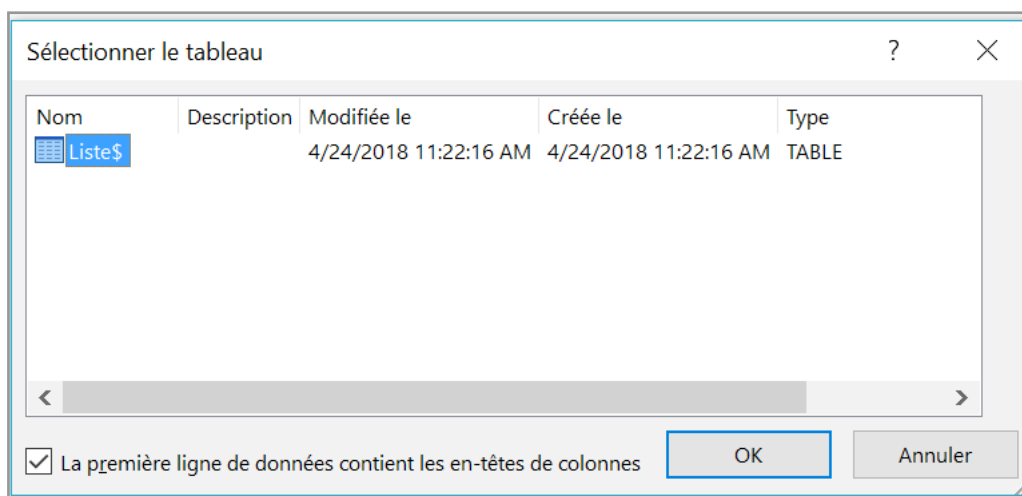 Sélectionner le tableau ?
Nom Description Modifiée le Créée le Type
Liste$ 4/24/2018 11:22:16 AM 4/24/2018 11:22:16 AM TABLE
La première ligne de données contient les en-têtes de colonnes OK Annuler